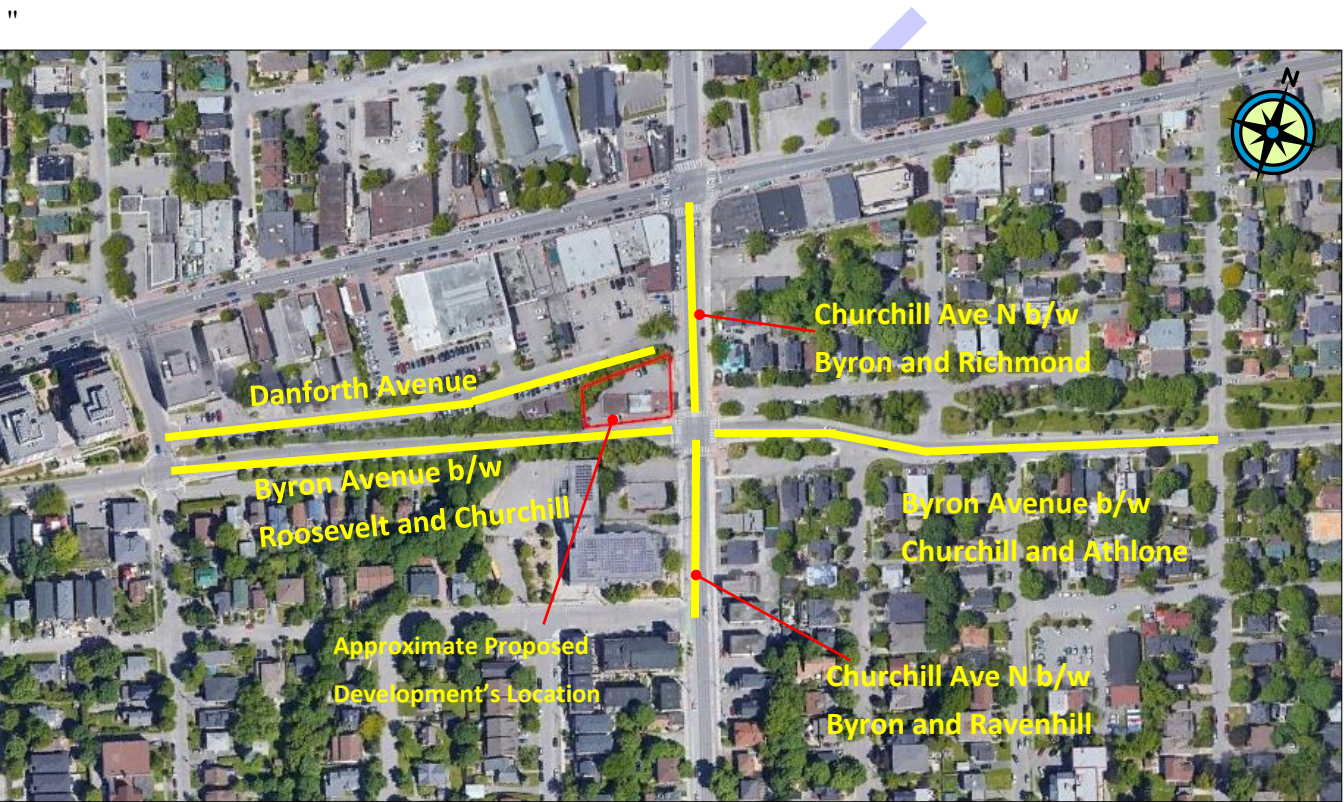 "
N
Churchill Ave N b/w
Byron and Richmond
Danforth Avenue
Byron Avenue b/w
Roosevelt and Churchill
Byron Avenue b/w
Churchill and Athlone
Approximate Proposed
Development's Location
Churchill Ave N b/w
Byron and Ravenhill